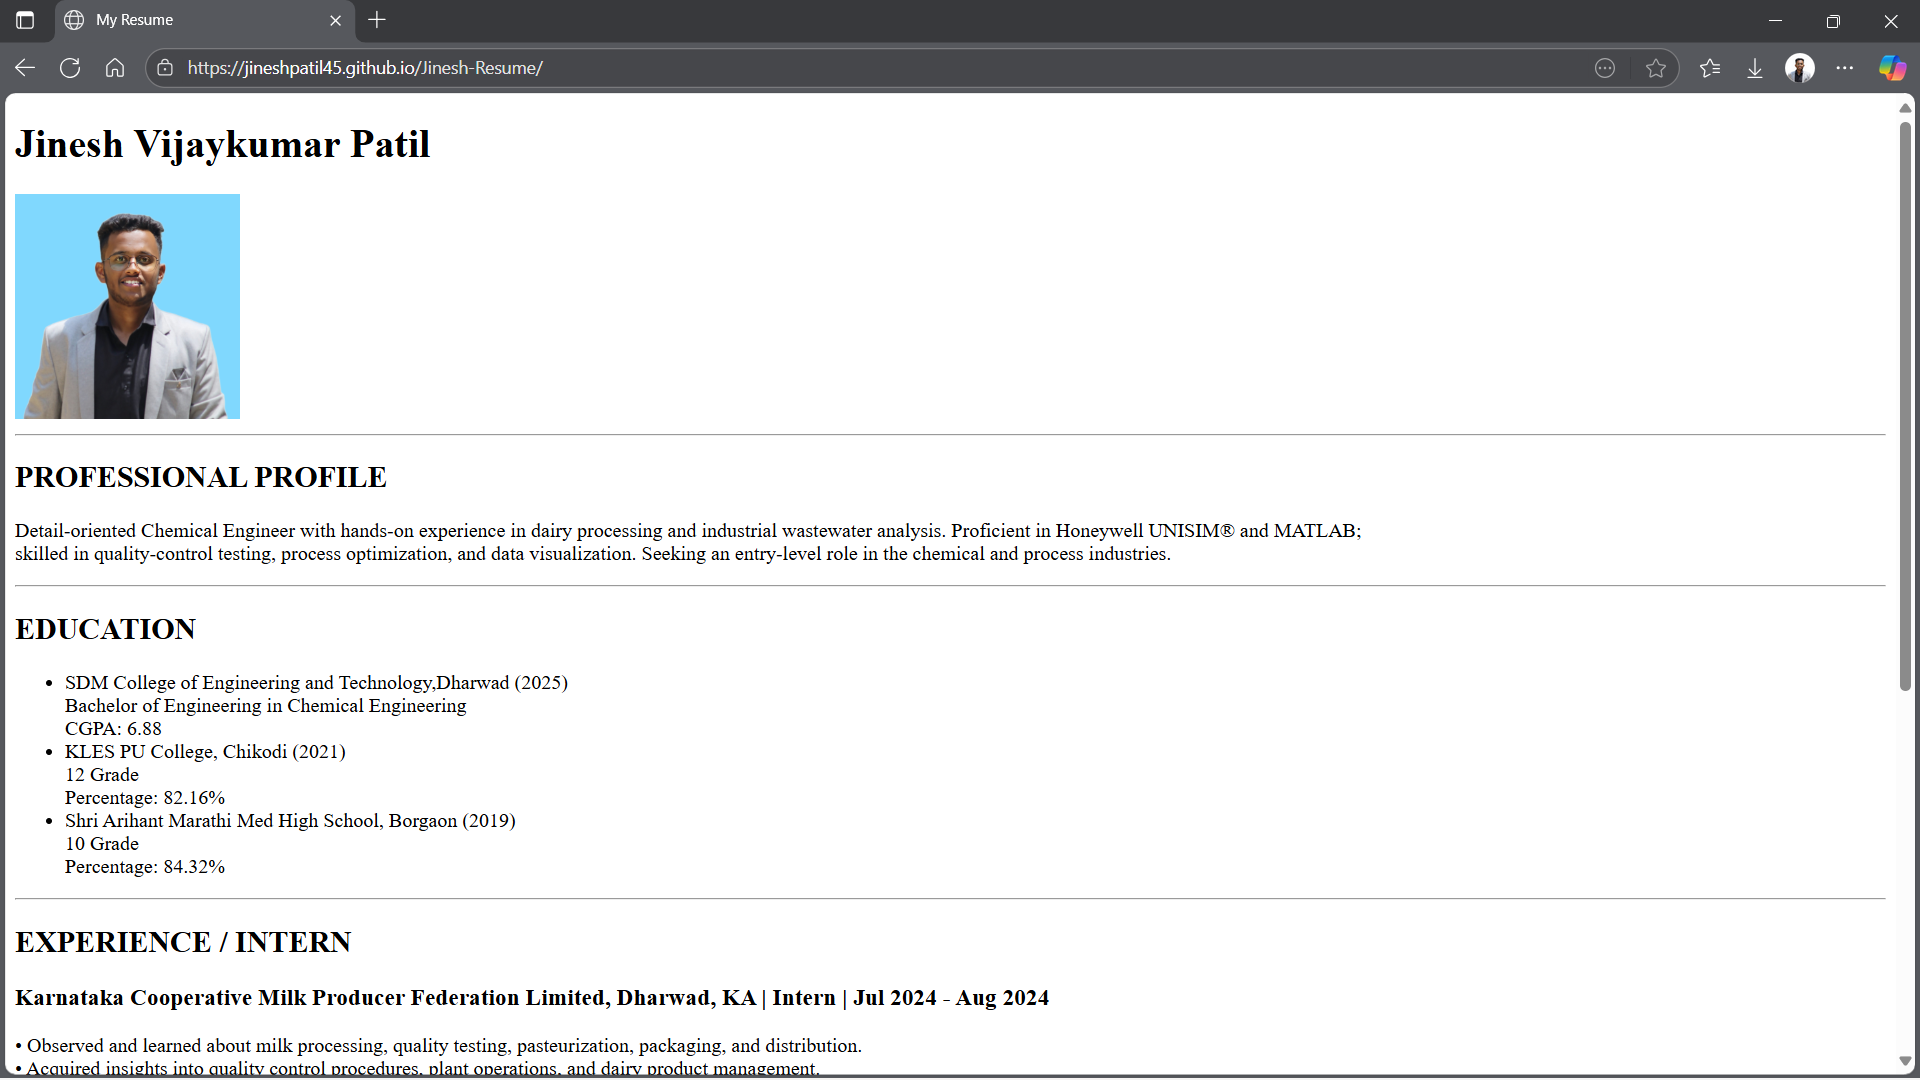 My Resume
https://jineshpatil45.github.io/Jinesh-Resume/
Jinesh Vijaykumar Patil
PROFESSIONAL PROFILE
Detail-oriented Chemical Engineer with hands-on experience in dairy processing and industrial wastewater analysis. Proficient in Honeywell UNISIM® and MATLAB;
skilled in quality-control testing, process optimization, and data visualization. Seeking an entry-level role in the chemical and process industries.
EDUCATION
• SDM College of Engineering and Technology,Dharwad (2025)
Bachelor of Engineering in Chemical Engineering
CGPA: 6.88
• KLES PU College, Chikodi (2021)
12 Grade
Percentage: 82.16%
• Shri Arihant Marathi Med High School, Borgaon (2019)
10 Grade
Percentage: 84.32%
EXPERIENCE / INTERN
Karnataka Cooperative Milk Producer Federation Limited, Dharwad, KA | Intern | Jul 2024 - Aug 2024
• Observed and learned about milk processing, quality testing, pasteurization, packaging, and distribution.
• Acquired insights into quality control procedures, plant operations, and dairy product management.